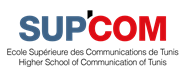 SUP'COM
Ecole Supérieure des Communications de Tunis
Higher School of Communication of Tunis